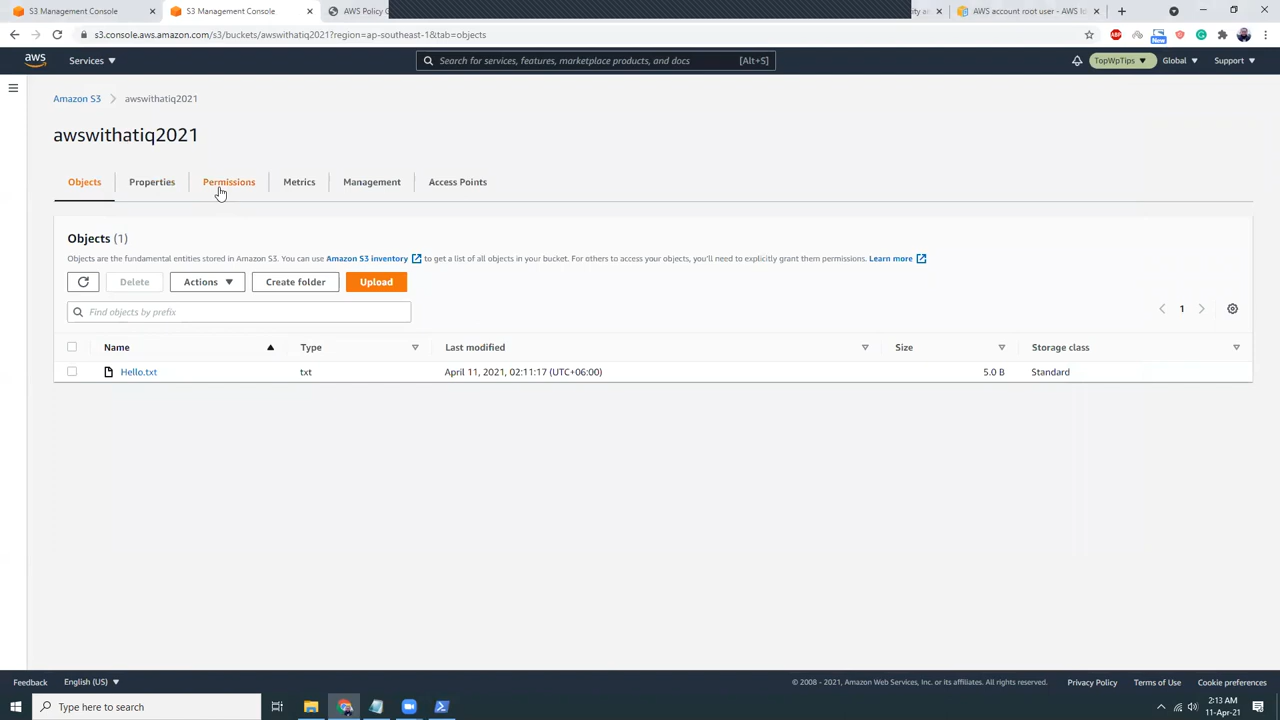 S3 Management Console
S3 Management Console
AWS Policy G
ity a
AWS account root user - AWS Id
s3.console.aws.amazon.com/s3/buckets/awswithatiq2021?region=ap-southeast-1&tab=objects
ABP
New
aws
Services
Search for services, features, marketplace products, and docs
[Alt+S]
TopWpTips
Global
Support
Amazon S3
awswithatiq2021
awswithatiq2021
Objects
Properties
Permissions
Metrics
Management
Access Points
Objects (1)
Objects are the fundamental entities stored in Amazon S3. You can use Amazon S3 inventory to get a list of all objects in your bucket. For others to access your objects, you'll need to explicitly grant them permissions. Learn more
Delete
Actions
Create folder
Upload
Find objects by prefix
1
Name
Type
Last modified
Size
Storage class
Hello.txt
txt
April 11, 2021, 02:11:17 (UTC+06:00)
5.0 B
Standard
Feedback
English (US)
© 2008 - 2021, Amazon Web Services, Inc. or its affiliates. All rights reserved.
Privacy Policy
Terms of Use
Cookie preferences
Type here to search
2:13 AM
11-Apr-21